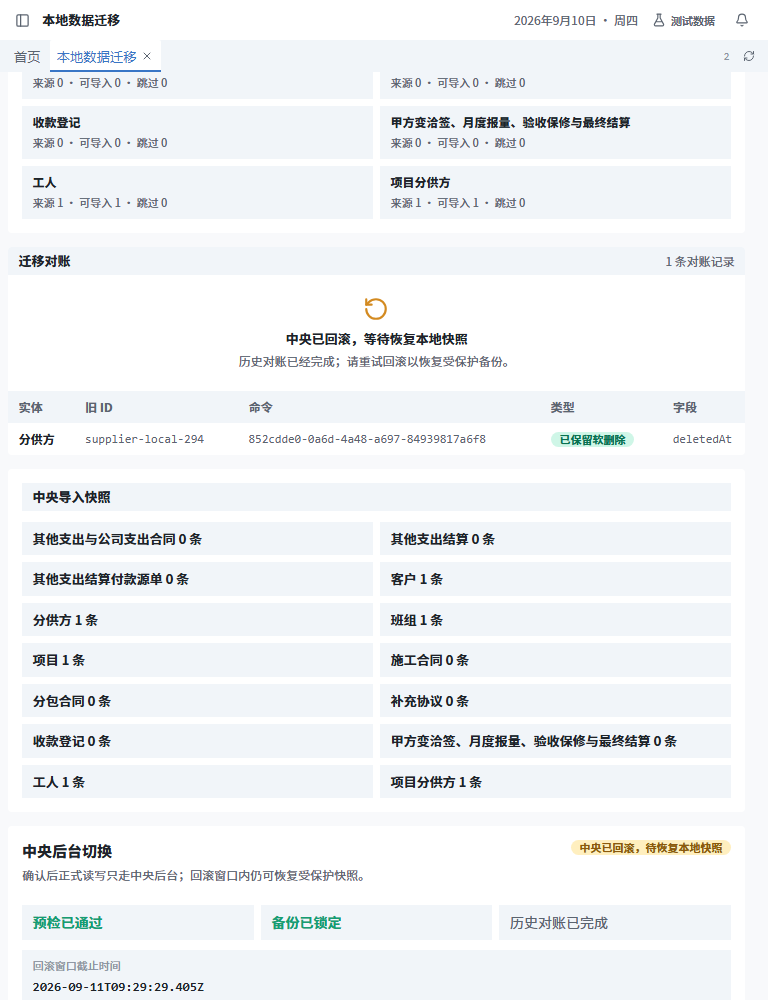 本地数据迁移
2026年9月10日 • 周四
测试数据
首页
本地数据迁移
2
来源 0 • 可导入 0 • 跳过 0
来源 0 • 可导入 0 • 跳过 0
收款登记
来源 0 • 可导入 0 • 跳过 0
甲方变洽签、月度报量、验收保修与最终结算
来源 0 • 可导入 0 • 跳过 0
工人
来源 1 • 可导入 1 • 跳过 0
项目分供方
来源 1 • 可导入 1 • 跳过 0
迁移对账
1 条对账记录
中央已回滚，等待恢复本地快照
历史对账已经完成；请重试回滚以恢复受保护备份。
实体 旧 ID 命令 类型 字段
分供方 supplier-local-294 852cdde0-0a6d-4a48-a697-84939817a6f8 已保留软删除 deletedAt
中央导入快照
其他支出与公司支出合同 0 条
其他支出结算 0 条
其他支出结算付款源单 0 条
客户 1 条
分供方 1 条
班组 1 条
项目 1 条
施工合同 0 条
分包合同 0 条
补充协议 0 条
收款登记 0 条
甲方变洽签、月度报量、验收保修与最终结算 0 条
工人 1 条
项目分供方 1 条
中央后台切换
中央已回滚，待恢复本地快照
确认后正式读写只走中央后台；回滚窗口内仍可恢复受保护快照。
预检已通过
备份已锁定
历史对账已完成
回滚窗口截止时间
2026-09-11T09:29:29.405Z